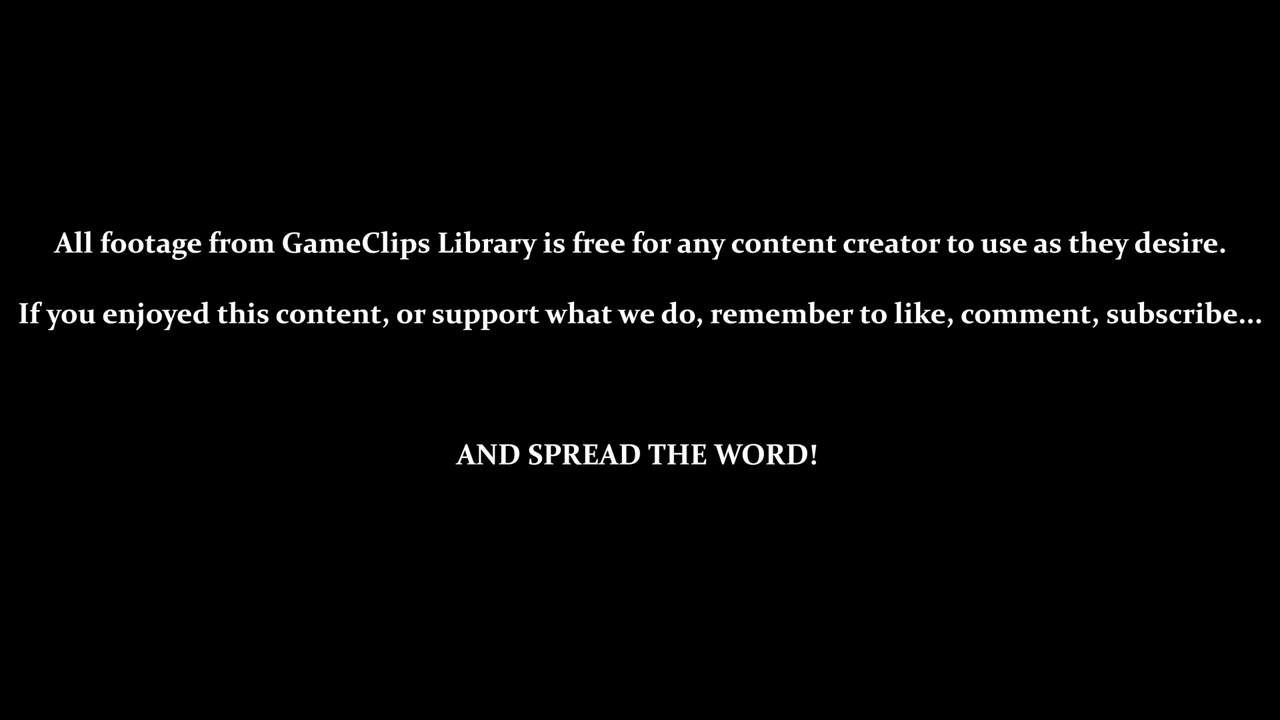 All footage from GameClips Library is free for any content creator to use as they desire.
If you enjoyed this content, or support what we do, remember to like, comment, subscribe...
AND SPREAD THE WORD!